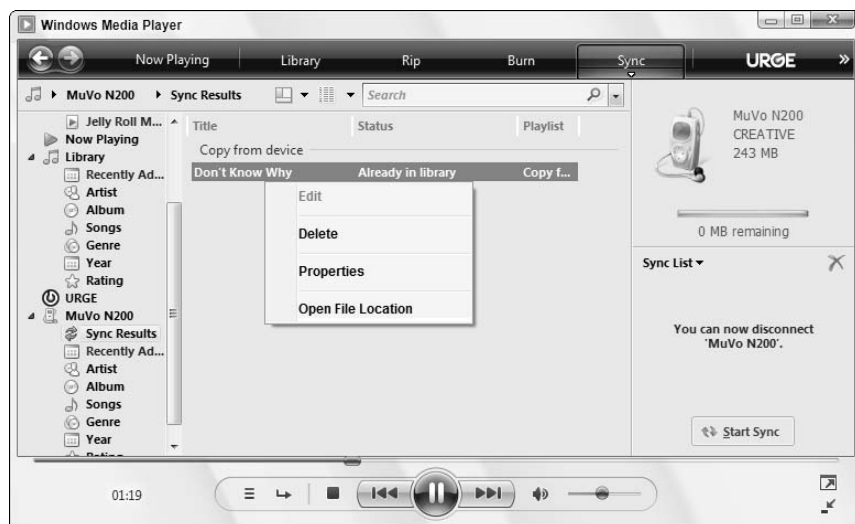 Windows Media Player
Now Playing Library Rip Burn Sync URGE »
MuVo N200 Sync Results Search
Jelly Roll M...
Now Playing
Library
Recently Ad...
Artist
Album
Songs
Genre
Year
Rating
URGE
MuVo N200
Sync Results
Recently Ad...
Artist
Album
Songs
Genre
Year
Title Status Playlist
Copy from device
Don't Know Why Already in library Copy f...
Edit
Delete
Properties
Open File Location
MuVo N200
CREATIVE
243 MB
0 MB remaining
Sync List
You can now disconnect
'MuVo N200'.
Start Sync
01:19